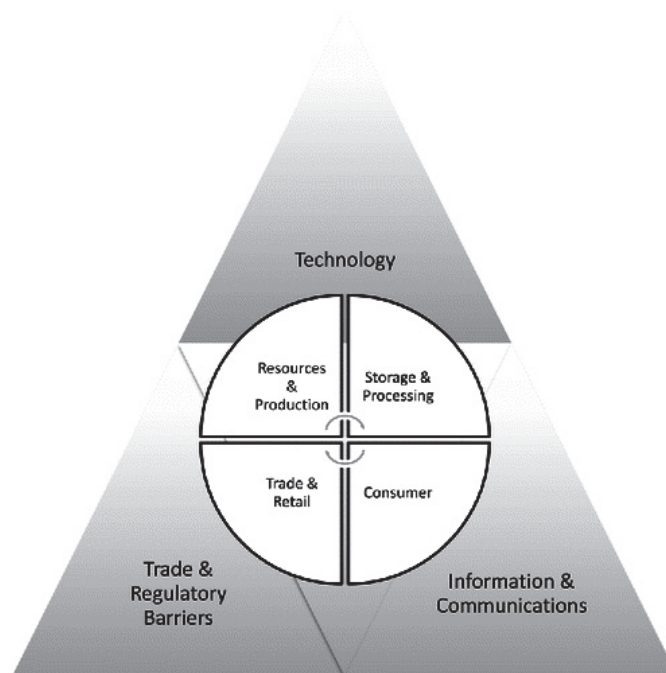 Technology
Resources
&
Production
Storage &
Processing
Trade &
Retail
Consumer
Trade &
Regulatory
Barriers
Information &
Communications